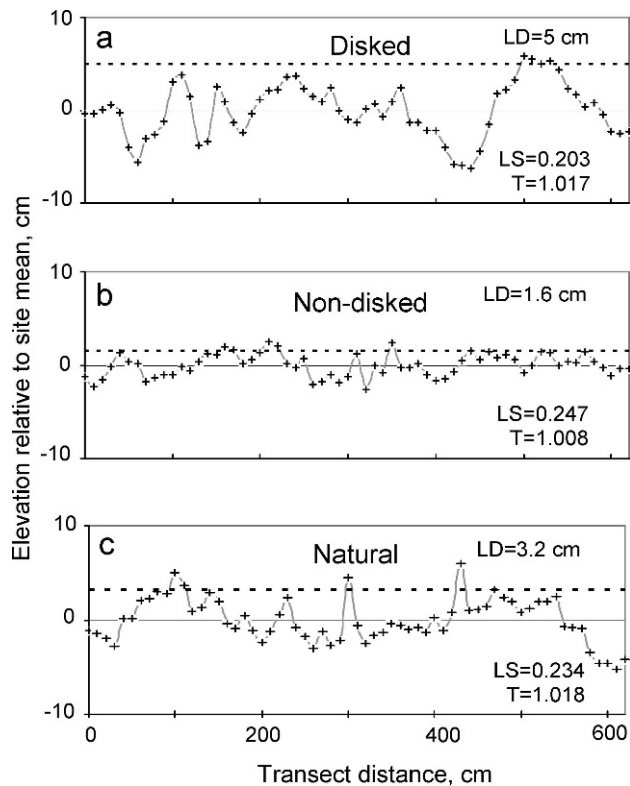 Elevation relative to site mean, cm
10
a
Disked
LD=5 cm
0
LS=0.203
T=1.017
-10
10
b
Non-disked
LD=1.6 cm
0
LS=0.247
T=1.008
-10
10
c
Natural
LD=3.2 cm
0
LS=0.234
T=1.018
-10
0 200 400 600
Transect distance, cm